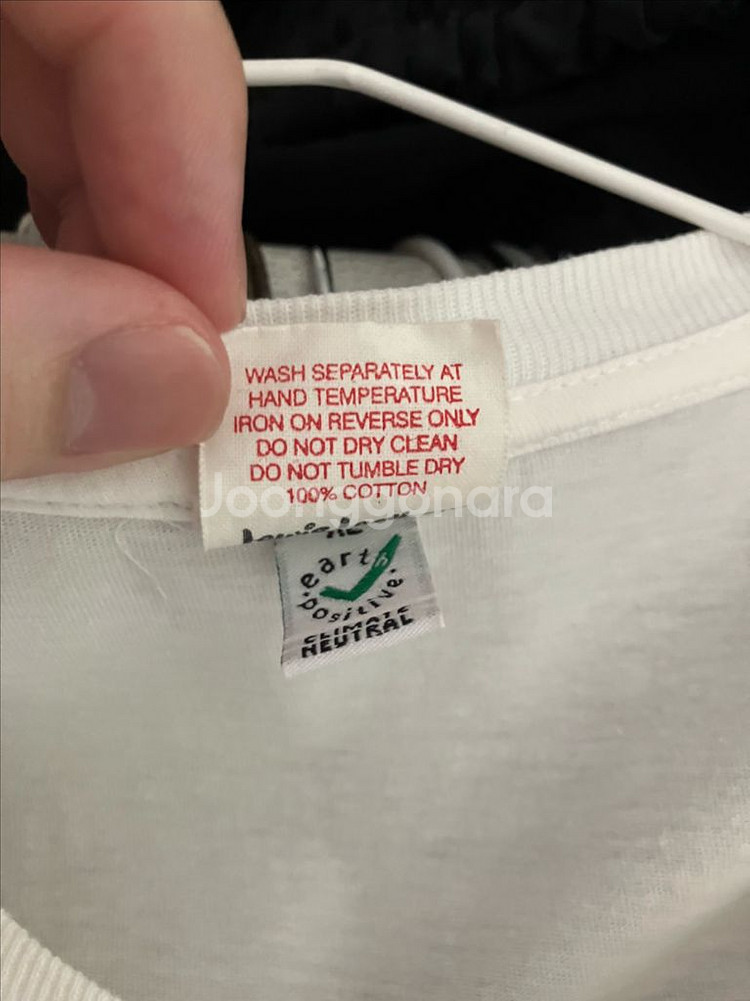 WASH SEPARATELY AT
HAND TEMPERATURE
IRON ON REVERSE ONLY
DO NOT DRY CLEAN
DO NOT TUMBLE DRY
100% COTTON
Joonggonara
earth
positive
CLIMATE
NEUTRAL